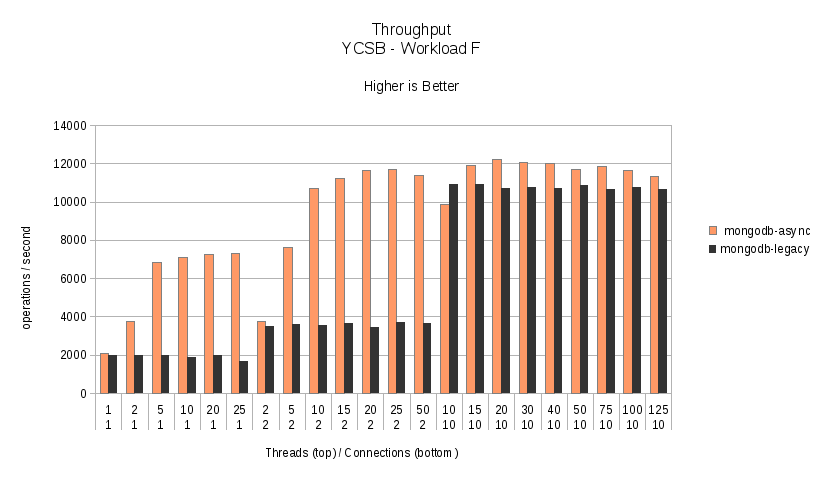 Throughput
YCSB - Workload F
Higher is Better
14000
12000
10000
8000
6000
4000
2000
0
operations / second
mongodb-async
mongodb-legacy
1 2 5 10 20 25 2 5 10 15 20 25 50 10 15 20 30 40 50 75 100 125
1 1 1 1 1 1 2 2 2 2 2 2 2 10 10 10 10 10 10 10 10 10
Threads (top) / Connections (bottom)